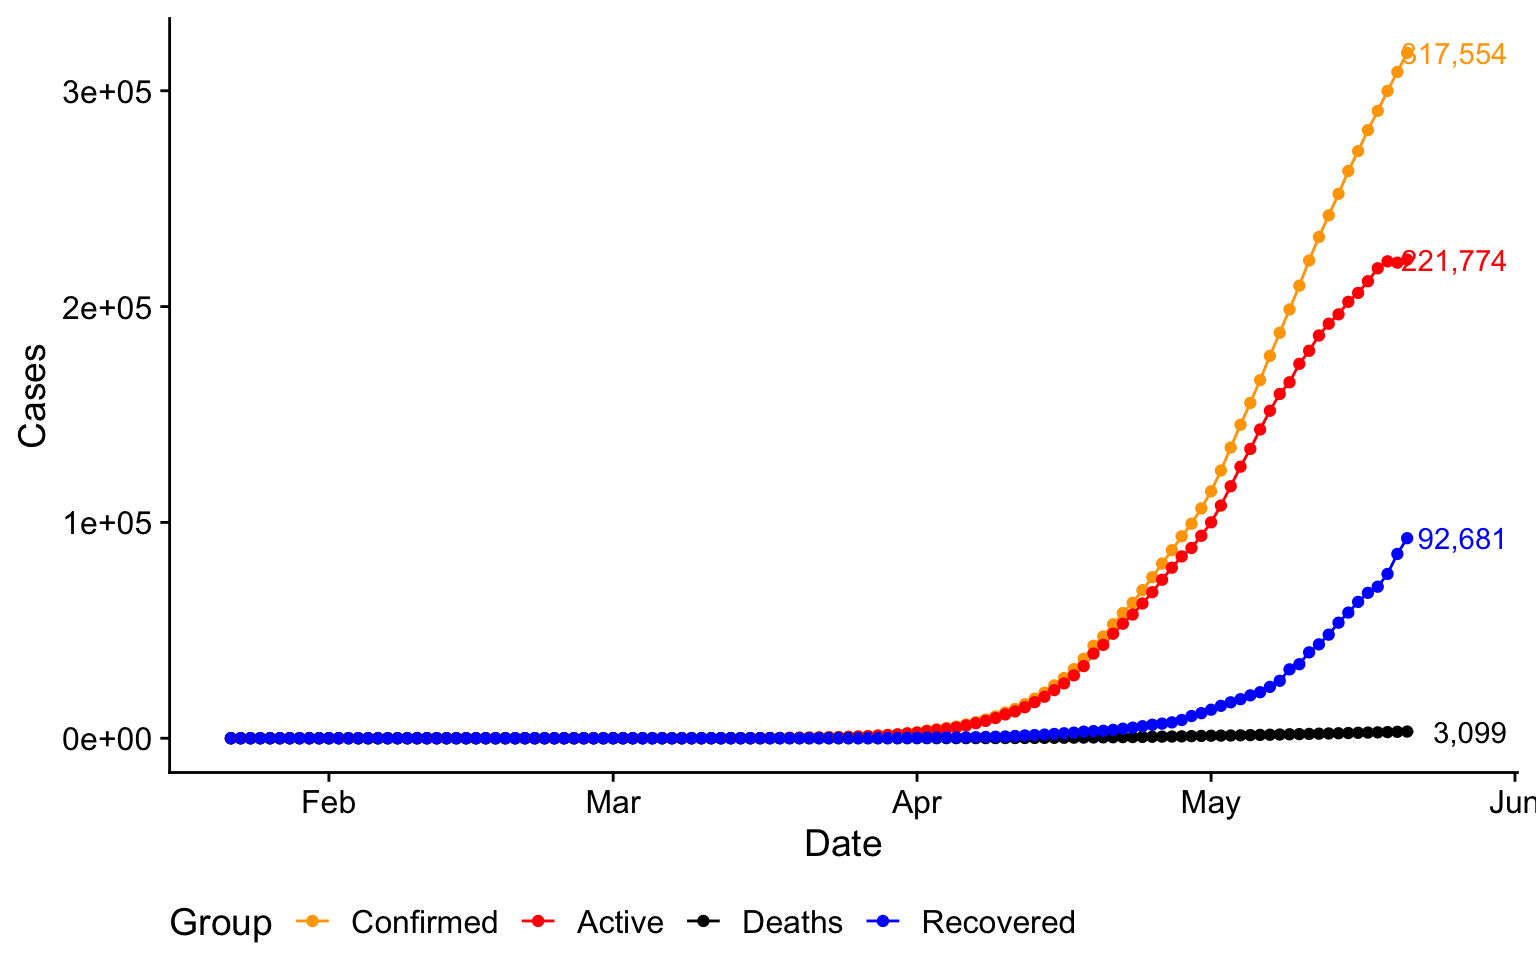 317,554
3e+05
221,774
2e+05
Cases
1e+05
92,681
0e+00
3,099
Feb Mar Apr May Jun
Date
Group Confirmed Active Deaths Recovered